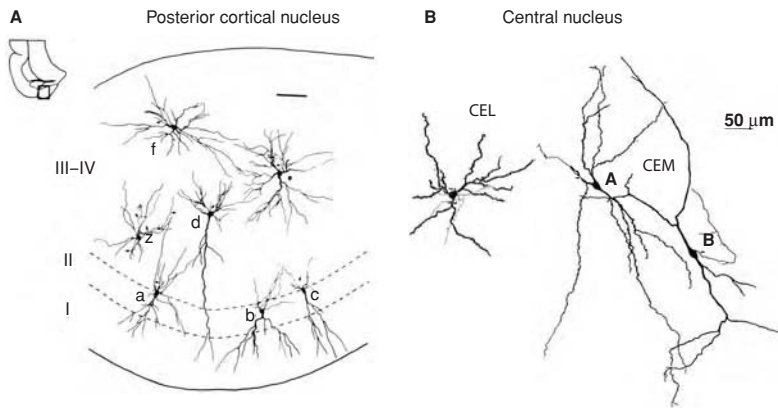 A Posterior cortical nucleus
B Central nucleus
CEL
50 µm
f
CEM
III–IV
e
A
d
z
B
II
a
c
I
b